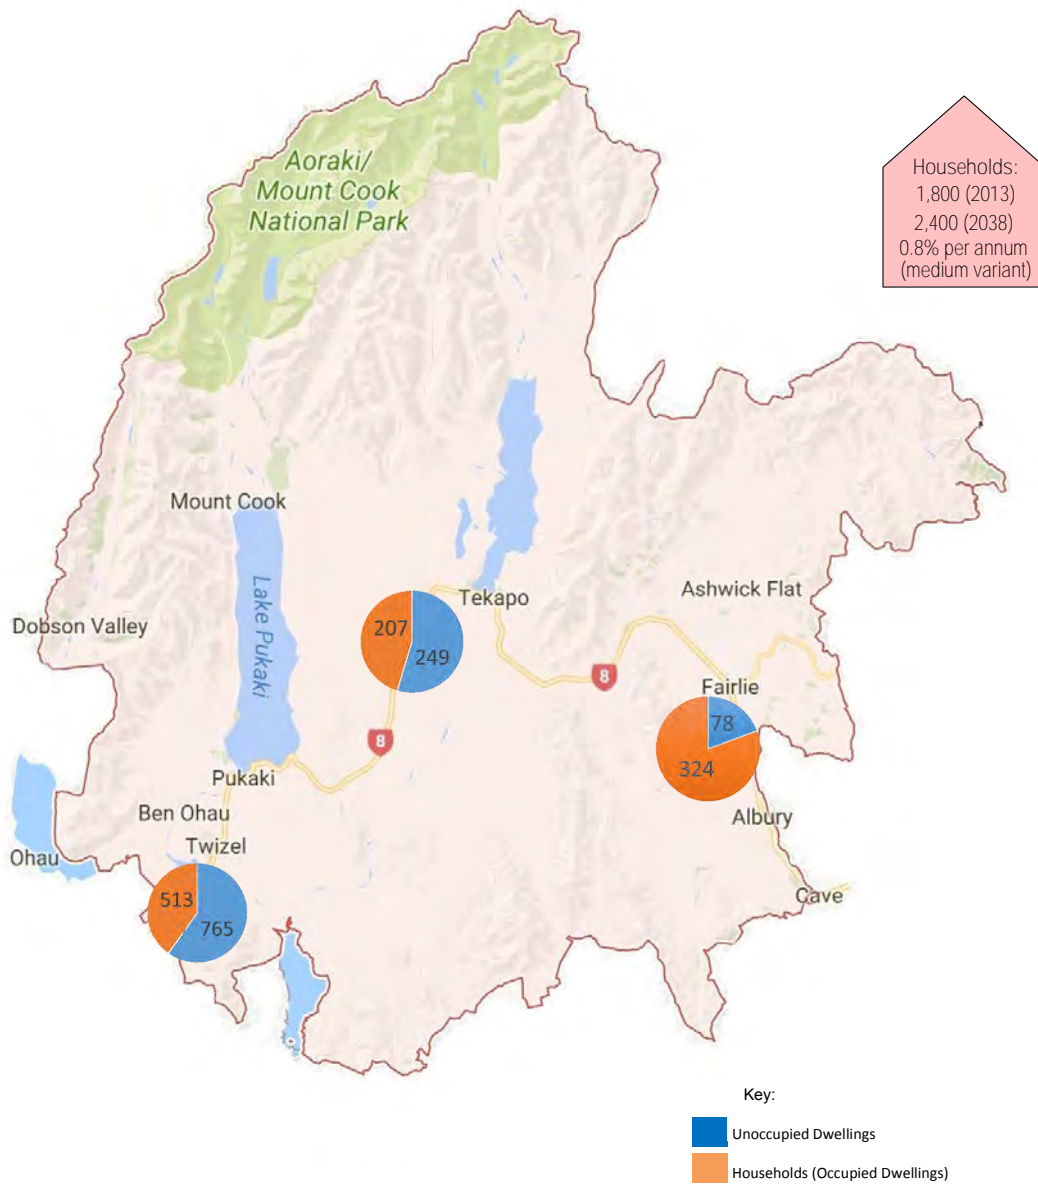 Aoraki/
Mount Cook
National Park
Households:
1,800 (2013)
2,400 (2038)
0.8% per annum
(medium variant)
Mount Cook
Lake Pukaki
Tekapo
Ashwick Flat
Dobson Valley
207
249
8
Fairlie
78
324
8
Pukaki
Ben Ohau
Albury
Twizel
Ohau
Cave
513
765
Key:
Unoccupied Dwellings
Households (Occupied Dwellings)